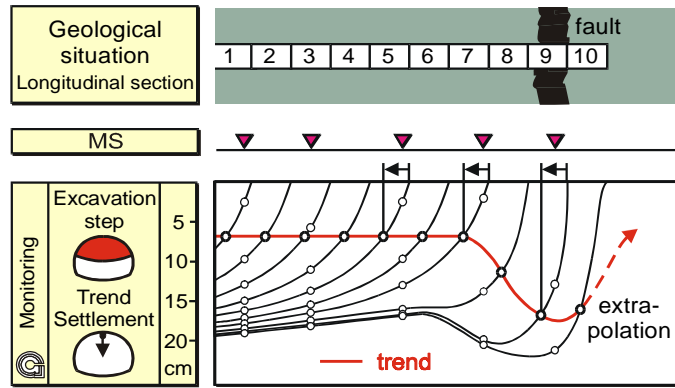 Geological
situation
Longitudinal section
fault
1 2 3 4 5 6 7 8 9 10
MS
Monitoring
Excavation
step
Trend
Settlement
5
10
15
20
cm
extra-
polation
trend